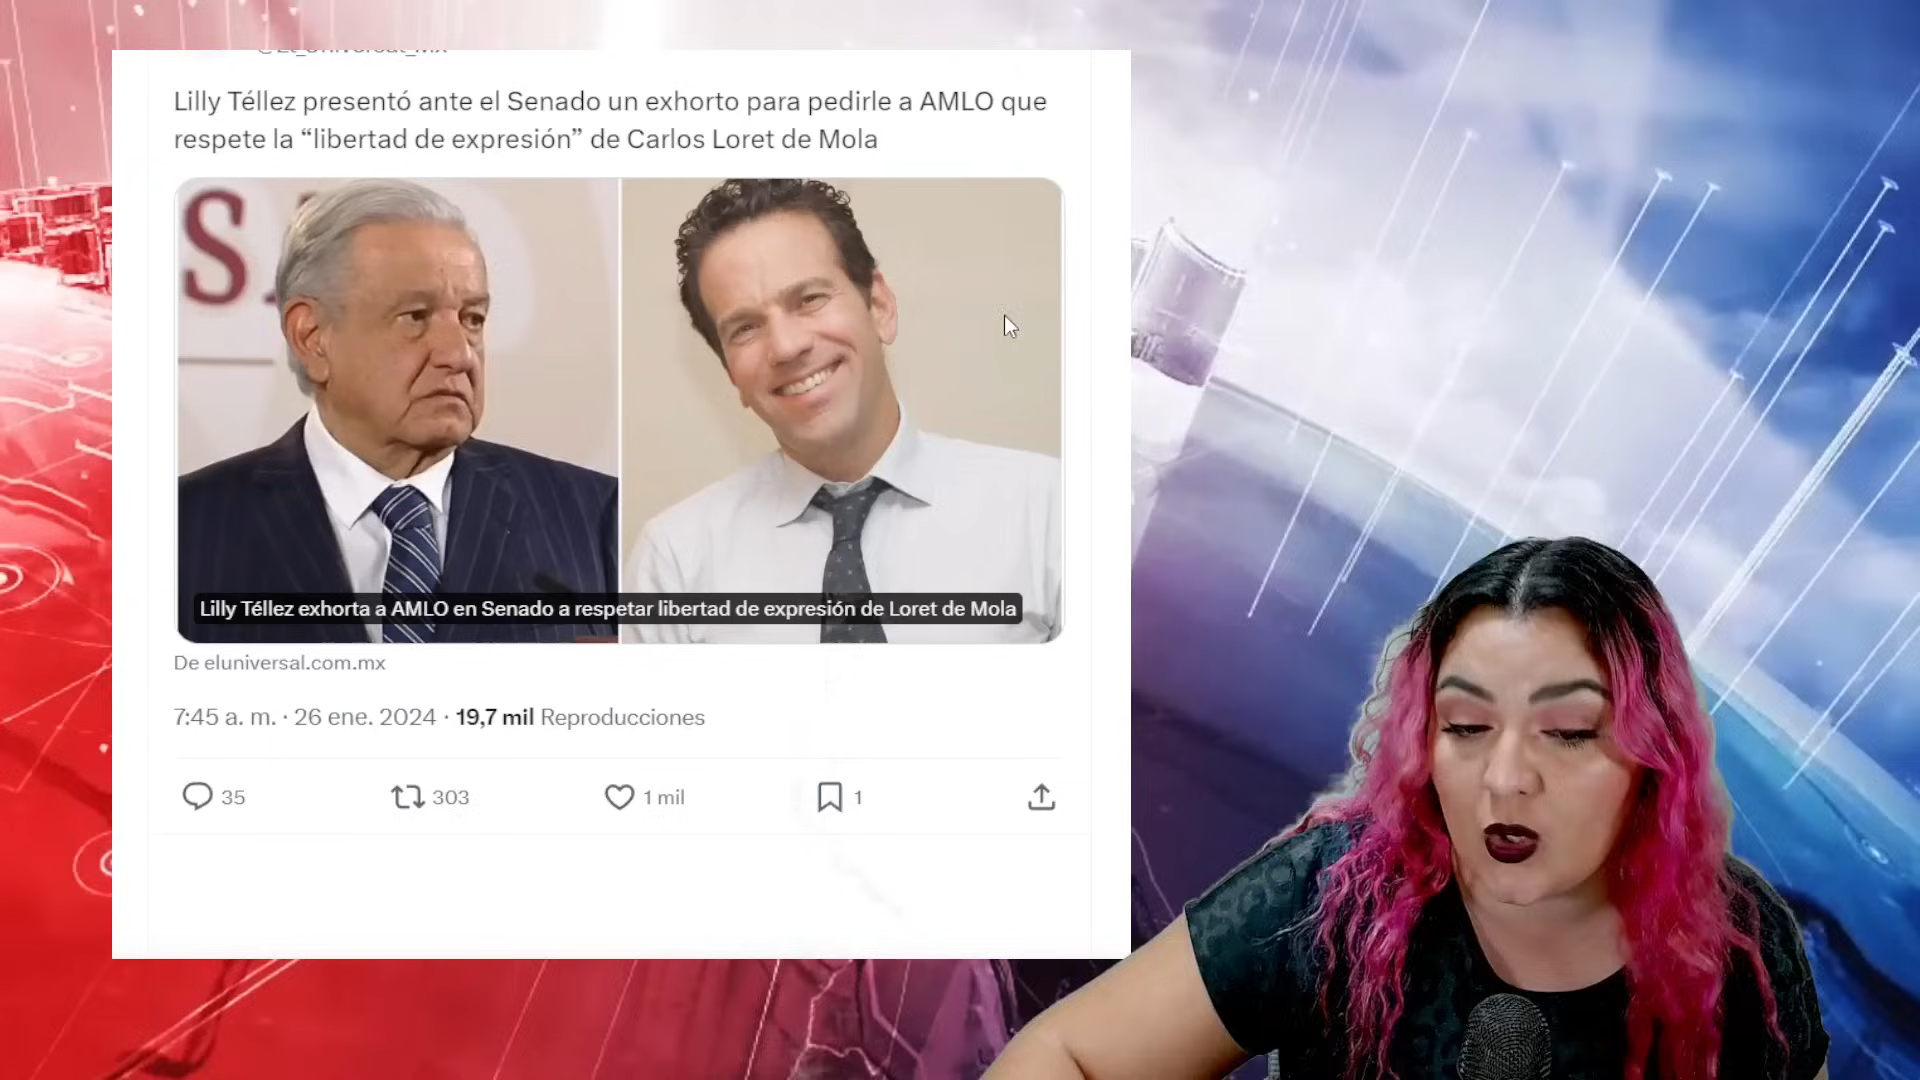 @El_Universal_Mx
Lilly Téllez presentó ante el Senado un exhorto para pedirle a AMLO que
respete la “libertad de expresión” de Carlos Loret de Mola
S
Lilly Téllez exhorta a AMLO en Senado a respetar libertad de expresión de Loret de Mola
De eluniversal.com.mx
7:45 a. m. · 26 ene. 2024 · 19,7 mil Reproducciones
35 303 1 mil 1